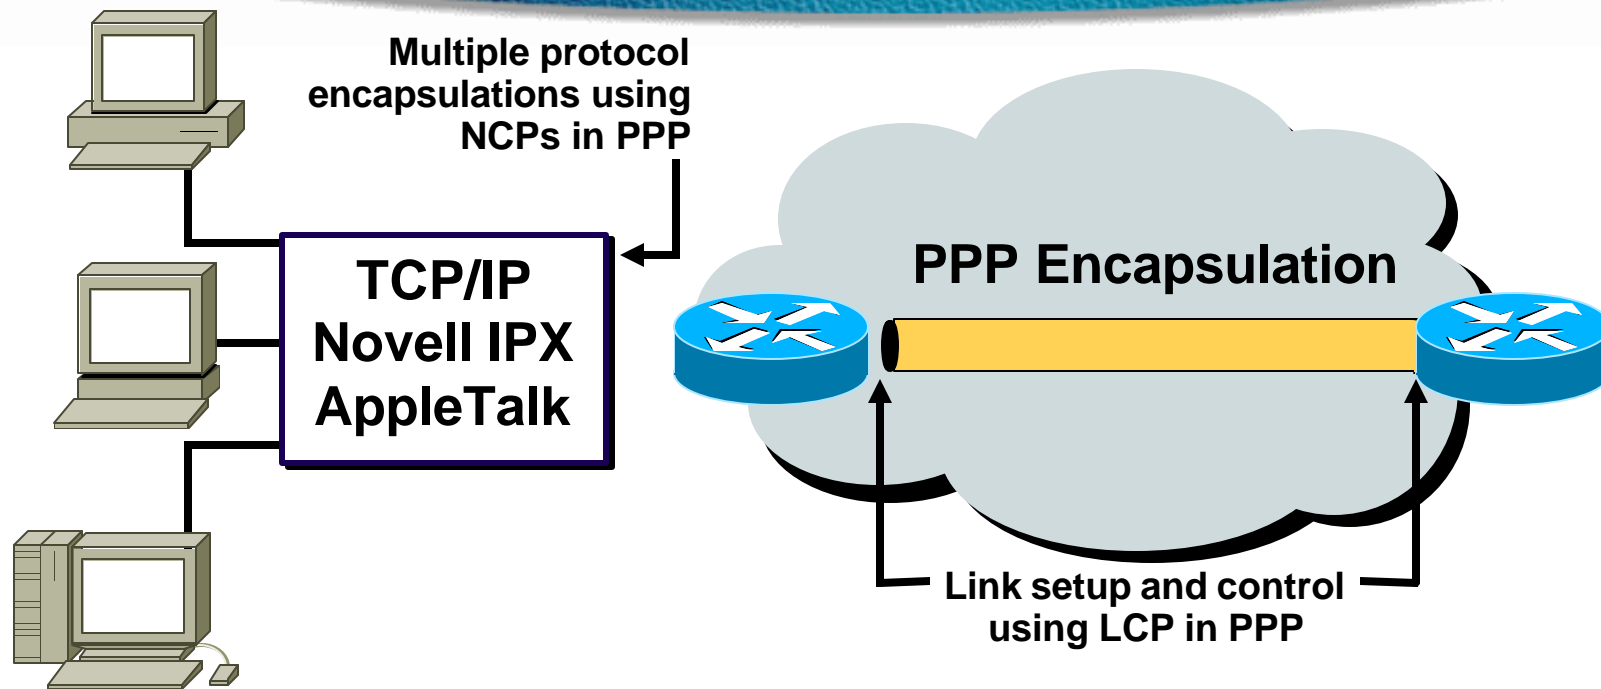 Multiple protocol
encapsulations using
NCPs in PPP
TCP/IP
Novell IPX
AppleTalk
PPP Encapsulation
Link setup and control
using LCP in PPP